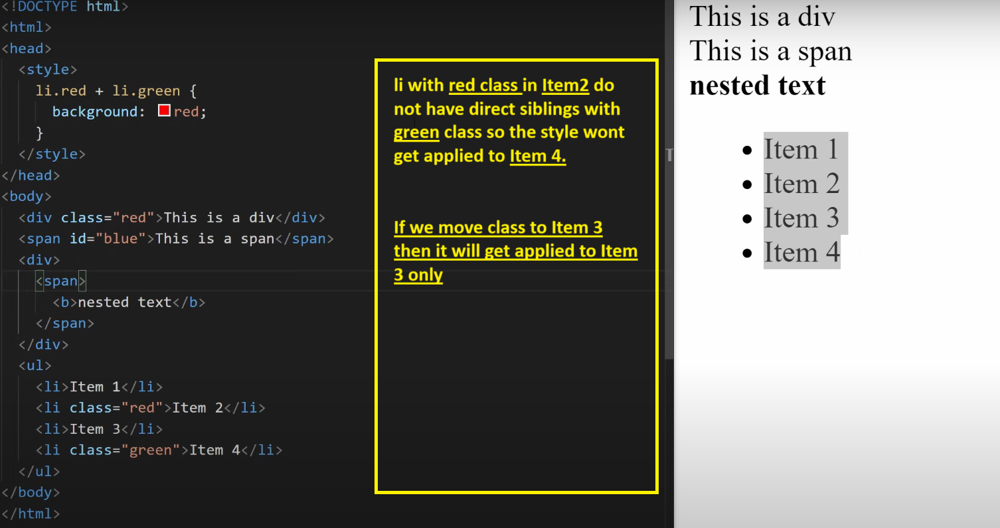 <!DOCTYPE html>
<html>
<head>
<style>
li.red + li.green {
background: red;
}
</style>
</head>
<body>
<div class="red">This is a div</div>
<span id="blue">This is a span</span>
<div>
<span>
<b>nested text</b>
</span>
</div>
<ul>
<li>Item 1</li>
<li class="red">Item 2</li>
<li>Item 3</li>
<li class="green">Item 4</li>
</ul>
</body>
</html>
li with red class in Item2 do
not have direct siblings with
green class so the style wont
get applied to Item 4.
If we move class to Item 3
then it will get applied to Item
3 only
T
This is a div
This is a span
nested text
Item 1
Item 2
Item 3
Item 4